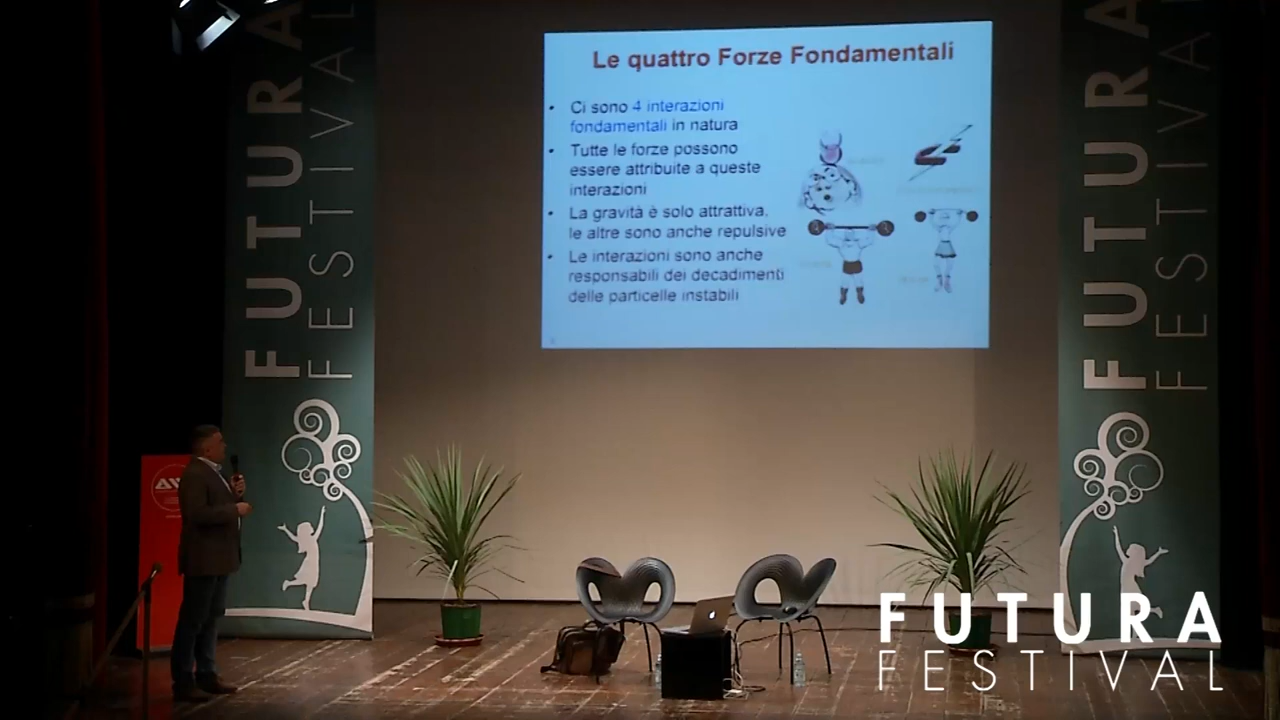 FUTURA
FESTIVAL
Le quattro Forze Fondamentali
• Ci sono 4 interazioni
fondamentali in natura
• Tutte le forze possono
essere attribuite a queste
interazioni
• La gravità è solo attrattiva,
le altre sono anche repulsive
• Le interazioni sono anche
responsabili dei decadimenti
delle particelle instabili
FUTURA
FESTIVAL
FUTURA
FESTIVAL